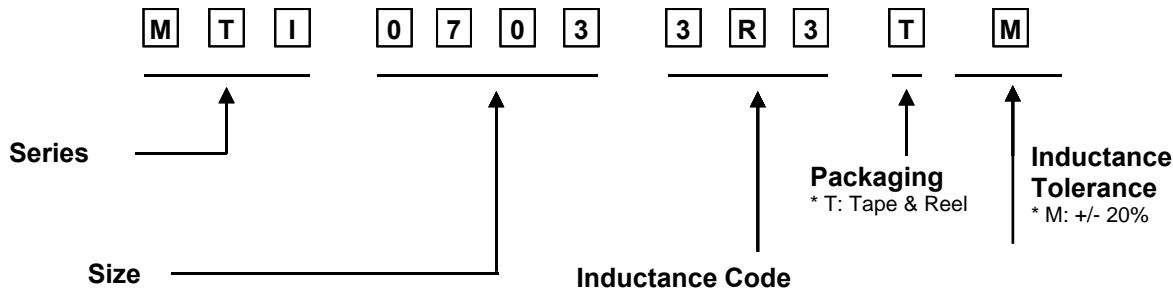 M T I 0 7 0 3 3 R 3 T M
Series
Packaging
* T: Tape & Reel
Inductance
Tolerance
* M: +/- 20%
Size
Inductance Code